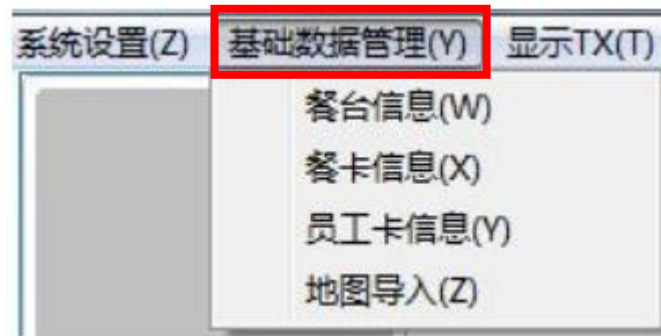 系统设置(Z) 基础数据管理(Y) 显示TX(T)
餐台信息(W)
餐卡信息(X)
员工卡信息(Y)
地图导入(Z)